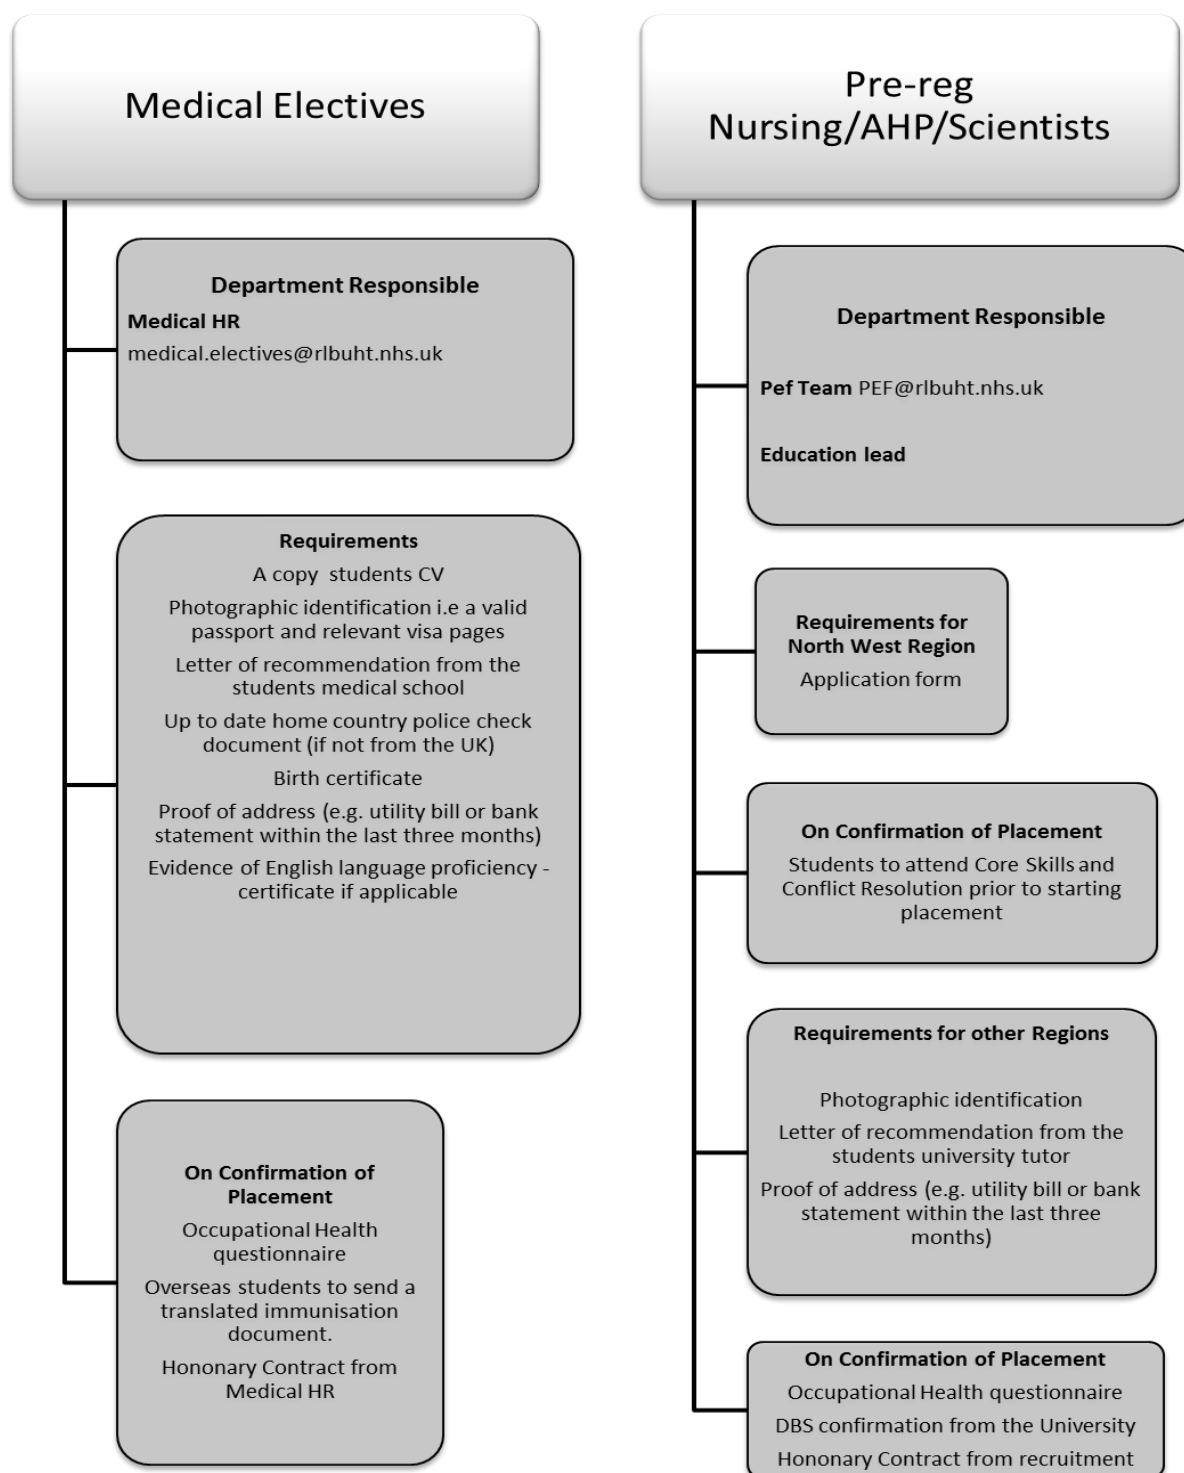 Medical Electives
Department Responsible
Medical HR
medical.electives@rlbuht.nhs.uk
Requirements
A copy  students CV
Photographic identification i.e a valid
passport and relevant visa pages
Letter of recommendation from the
students medical school
Up to date home country police check
document (if not from the UK)
Birth certificate
Proof of address (e.g. utility bill or bank
statement within the last three months)
Evidence of English language proficiency -
certificate if applicable
On Confirmation of
Placement
Occupational Health
questionnaire
Overseas students to send a
translated immunisation
document.
Hononary Contract from
Medical HR
Pre-reg
Nursing/AHP/Scientists
Department Responsible
Pef Team PEF@rlbuht.nhs.uk
Education lead
Requirements for
North West Region
Application form
On Confirmation of Placement
Students to attend Core Skills and
Conflict Resolution prior to starting
placement
Requirements for other Regions
Photographic identification
Letter of recommendation from the
students university tutor
Proof of address (e.g. utility bill or bank
statement within the last three
months)
On Confirmation of Placement
Occupational Health questionnaire
DBS confirmation from the University
Hononary Contract from recruitment